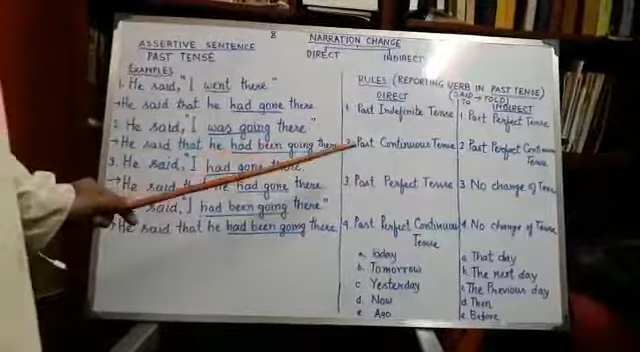 8
NARRATION CHANGE
DIRECT INDIRECT
ASSERTIVE SENTENCE
PAST TENSE
EXAMPLES
1. He said, "I went there"
→He said that he had gone there.
2. He said, "I was going there"
→He said that he had been going there
3. He said, "I had gone there.
→He said that he had gone there.
said, "I had been going there"
→He said that he had been going there.
RULES (REPORTING VERB IN PAST TENSE)
(SAID → TOLD)
DIRECT
1. Past Indefinite Tense
2. Past Continuous Tense
3. Past Perfect Tense
4. Past Perfect Continuous
Tense
a. Today
b. Tomorrow
c. Yesterday
d. Now
e. Ago
TO INDIRECT
1. Past Perfect Tense
2. Past Perfect Continuous
Tense
3. No change of Tense
4. No change of Tense
a. That day
b. The next day
c. The Previous day
d. Then
e. Before